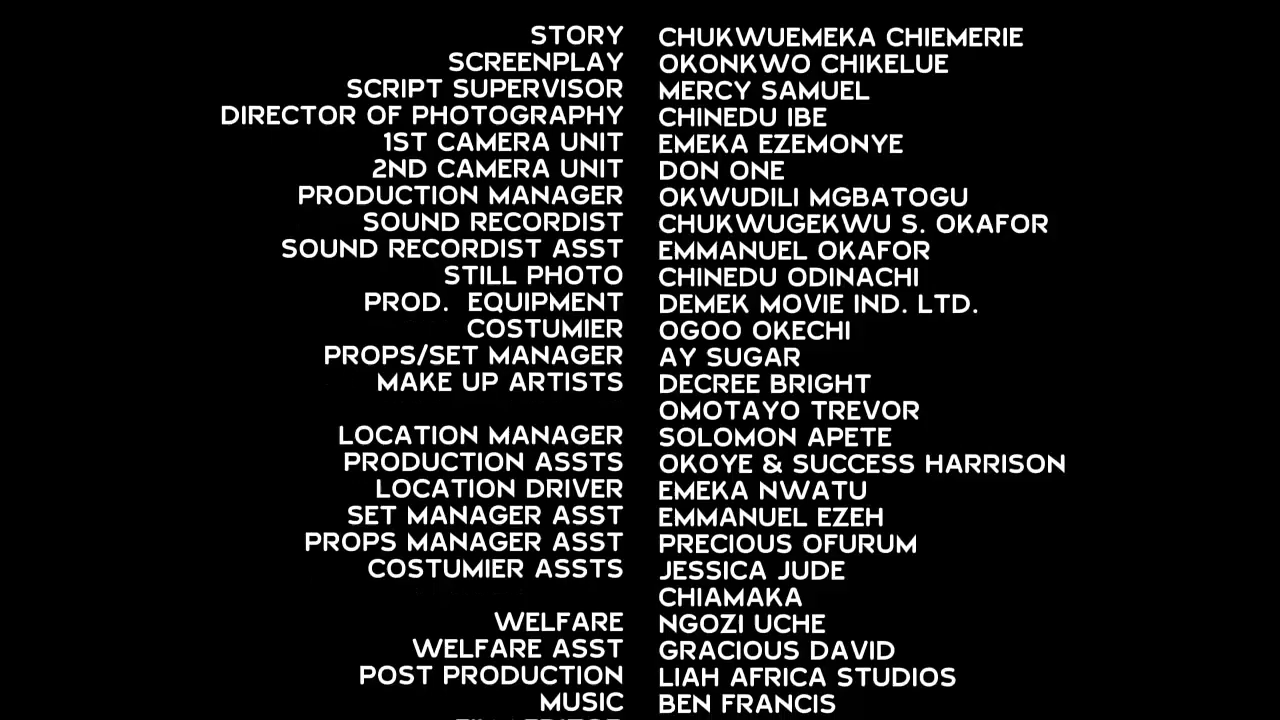 STORY CHUKWUEMEKA CHIEMERIE
SCREENPLAY OKONKWO CHIKELUE
SCRIPT SUPERVISOR MERCY SAMUEL
DIRECTOR OF PHOTOGRAPHY CHINEDU IBE
1ST CAMERA UNIT EMEKA EZEMONYE
2ND CAMERA UNIT DON ONE
PRODUCTION MANAGER OKWUDILI MGBATOGU
SOUND RECORDIST CHUKWUGEKWU S. OKAFOR
SOUND RECORDIST ASST EMMANUEL OKAFOR
STILL PHOTO CHINEDU ODINACHI
PROD. EQUIPMENT DEMEK MOVIE IND. LTD.
COSTUMIER OGOO OKECHI
PROPS/SET MANAGER AY SUGAR
MAKE UP ARTISTS DECREE BRIGHT
OMOTAYO TREVOR
LOCATION MANAGER SOLOMON APETE
PRODUCTION ASSTS OKOYE & SUCCESS HARRISON
LOCATION DRIVER EMEKA NWATU
SET MANAGER ASST EMMANUEL EZEH
PROPS MANAGER ASST PRECIOUS OFURUM
COSTUMIER ASSTS JESSICA JUDE
CHIAMAKA
WELFARE NGOZI UCHE
WELFARE ASST GRACIOUS DAVID
POST PRODUCTION LIAH AFRICA STUDIOS
MUSIC BEN FRANCIS